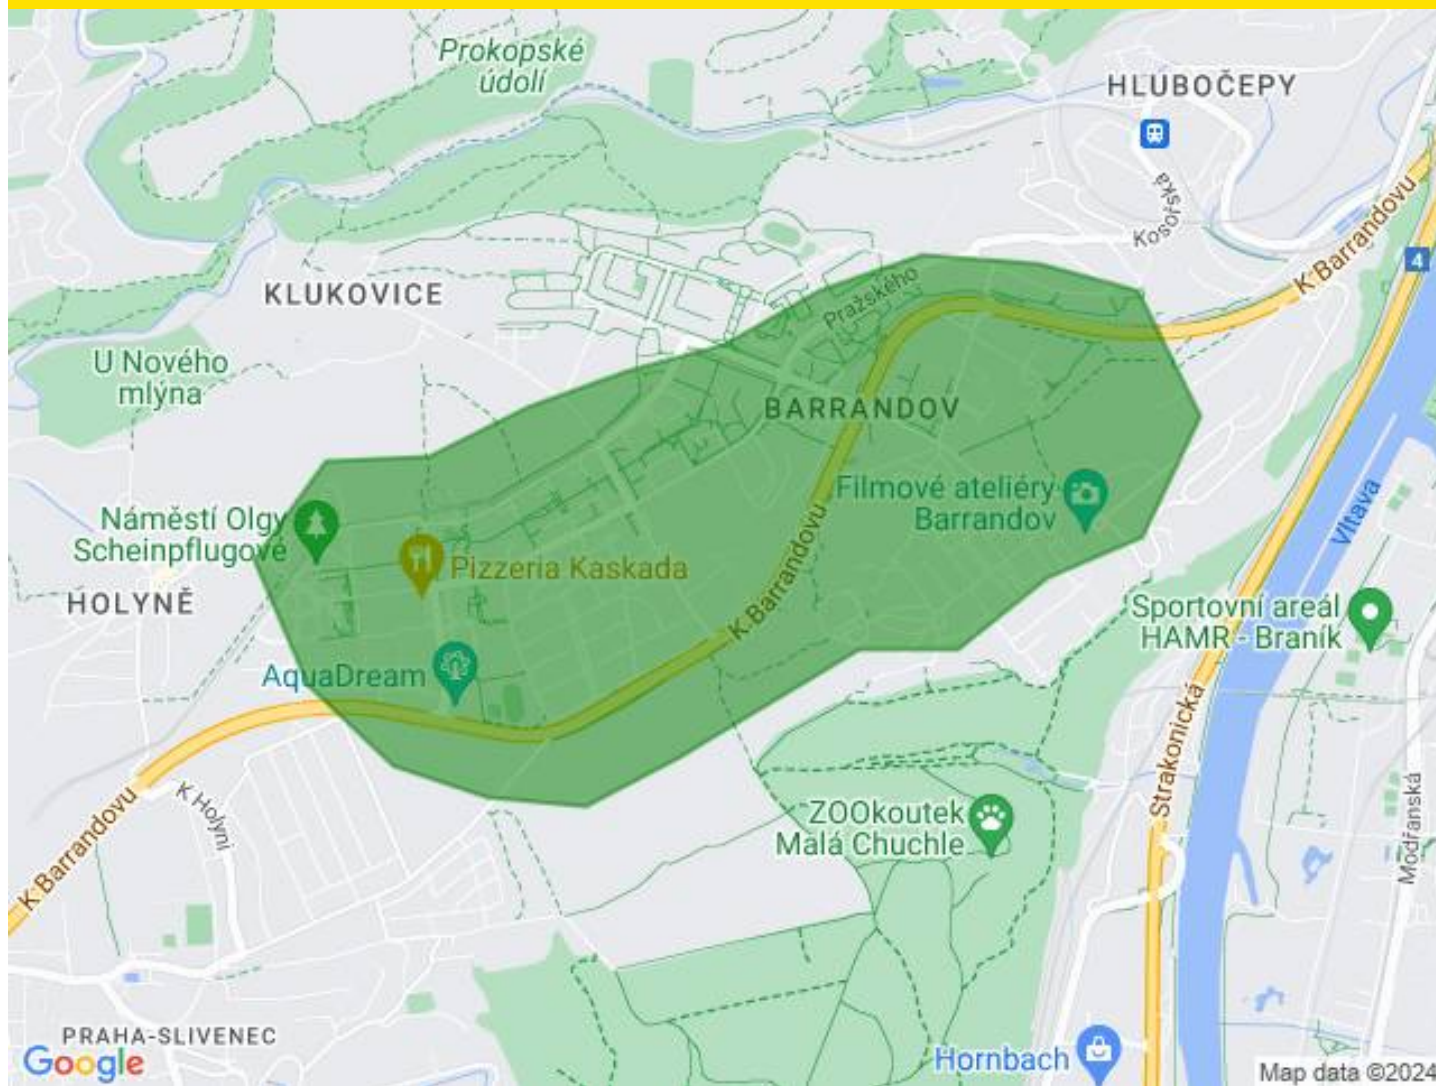 Prokopské
údolí
HLUBOČEPY
Kosořská
K Barrandovu
4
KLUKOVICE
Pražského
U Nového
mlýna
BARRANDOV
Filmové ateliéry
Barrandov
Vltava
Náměstí Olgy
Scheinpflugové
Pizzeria Kaskada
K Barrandovu
HOLYNĚ
Sportovní areál
HAMR - Braník
AquaDream
Strakonická
K Barrandovu
K Holyni
ZOOkoutek
Malá Chuchle
Modřanská
PRAHA-SLIVENEC
Google
Hornbach
Map data ©2024